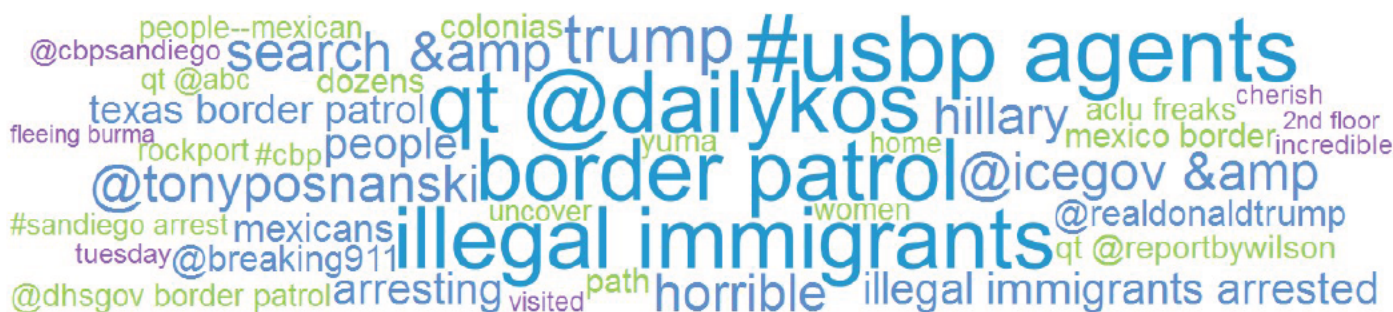 people--mexican colonias
@cbpsandiego search &amp trump #usbp agents
qt @abc dozens
texas border patrol qt @dailykos hillary aclu freaks cherish
fleeing burma 2nd floor
rockport #cbp people yuma home mexico border incredible
@tonyposnanski border patrol @icegov &amp
#sandiego arrest mexicans uncover women @realdonaldtrump
tuesday @breaking911 illegal immigrants qt @reportbywilson
@dhsgov border patrol arresting visited path horrible illegal immigrants arrested